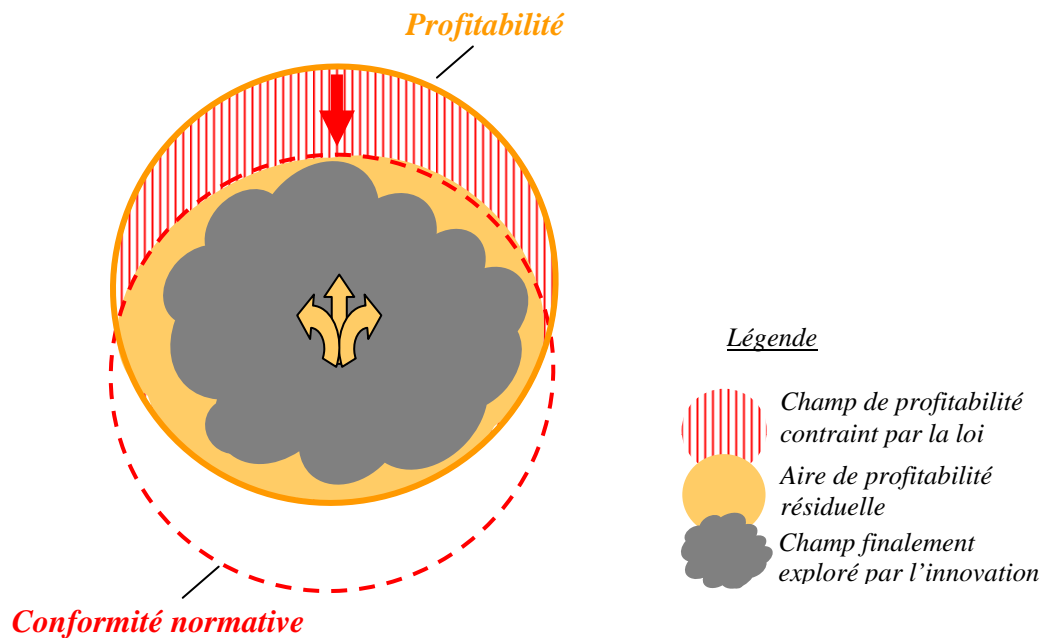 Profitabilité
Légende
Champ de profitabilité
contraint par la loi
Aire de profitabilité
résiduelle
Champ finalement
exploré par l’innovation
Conformité normative